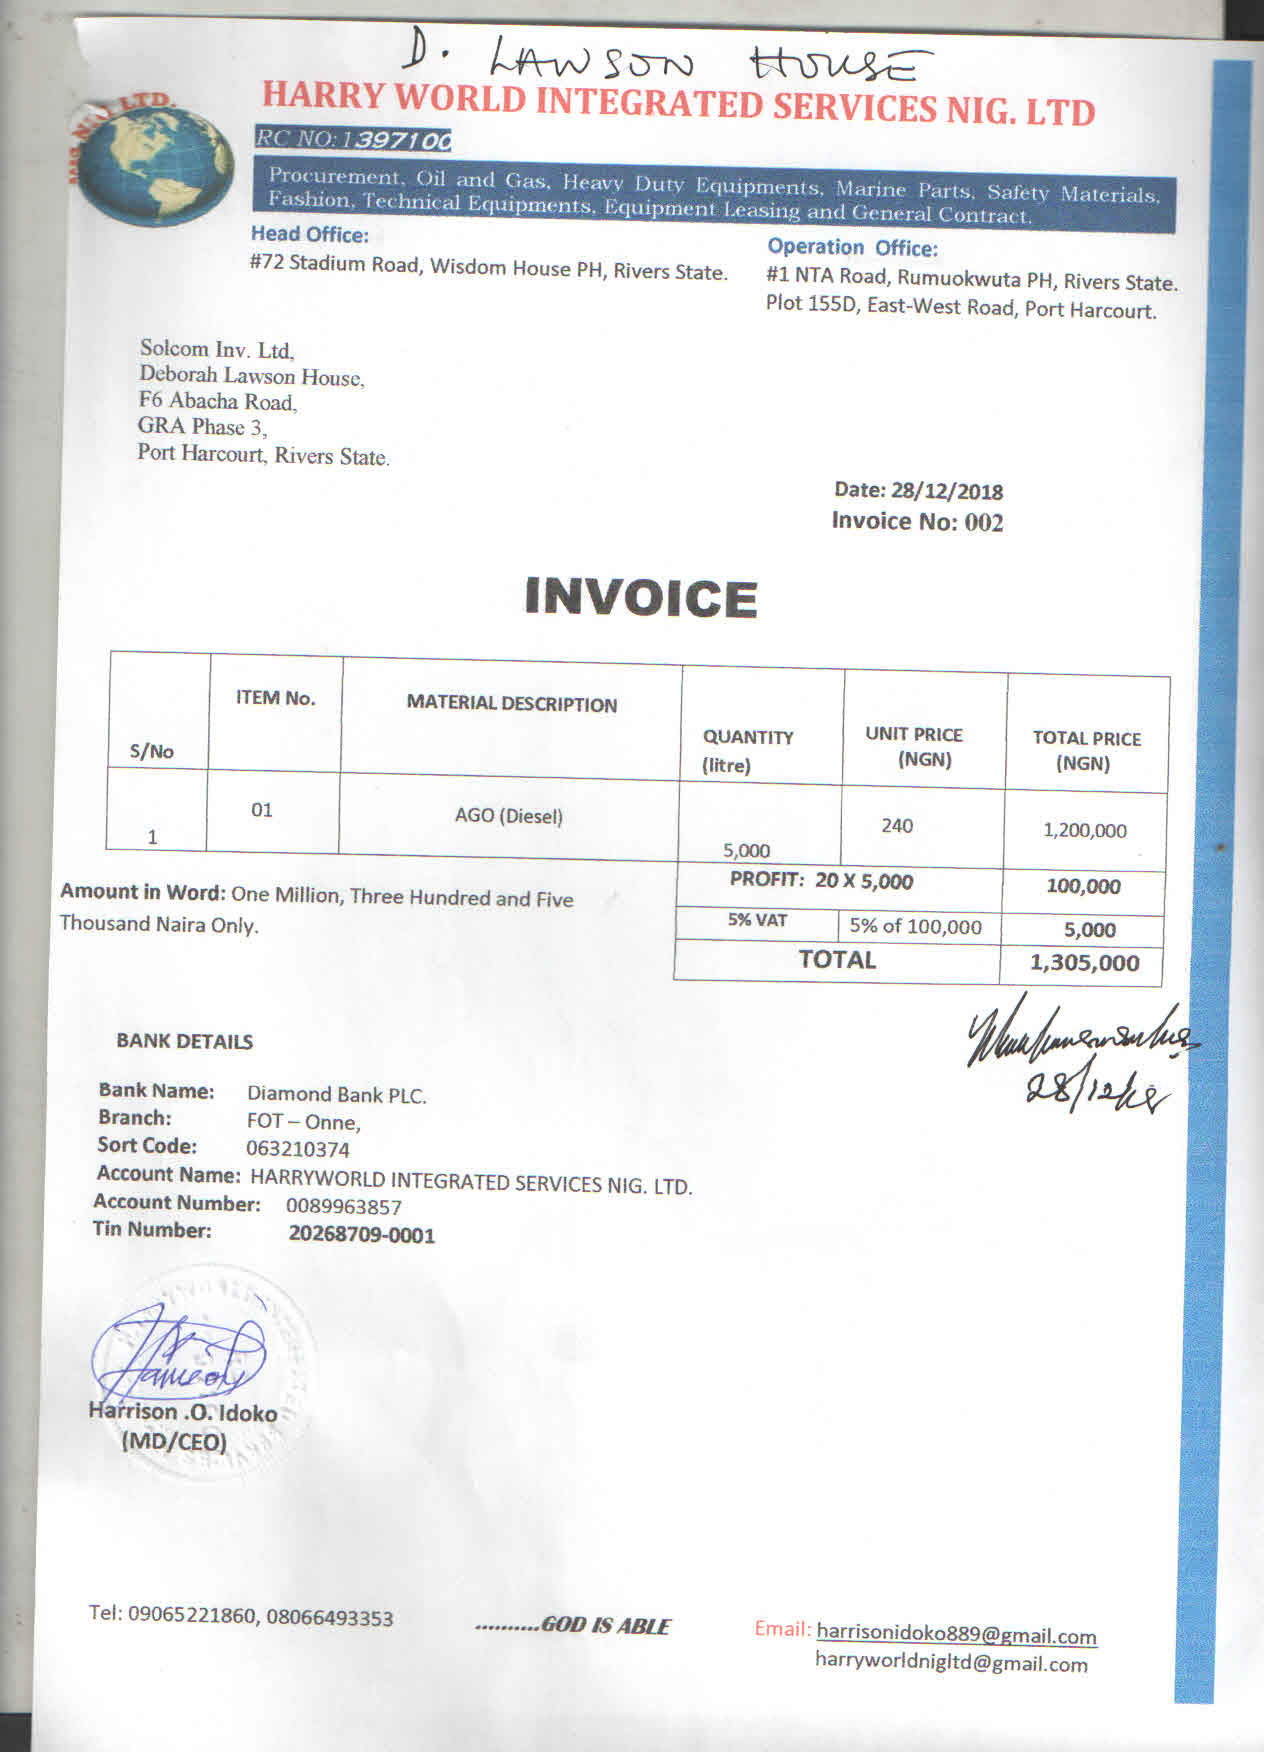 D. LAWSON HOUSE
NIG. LTD.
HARRY WORLD INTEGRATED SERVICES NIG. LTD
RC NO: 1397100
Procurement, Oil and Gas, Heavy Duty Equipments, Marine Parts, Safety Materials,
Fashion, Technical Equipments, Equipment Leasing and General Contract.
Head Office:
#72 Stadium Road, Wisdom House PH, Rivers State.
Operation Office:
#1 NTA Road, Rumuokwuta PH, Rivers State.
Plot 155D, East-West Road, Port Harcourt.
Solcom Inv. Ltd,
Deborah Lawson House,
F6 Abacha Road,
GRA Phase 3,
Port Harcourt, Rivers State.
Date: 28/12/2018
Invoice No: 002
INVOICE
S/No ITEM No. MATERIAL DESCRIPTION QUANTITY (litre) UNIT PRICE (NGN) TOTAL PRICE (NGN)
1 01 AGO (Diesel) 5,000 240 1,200,000
PROFIT: 20 X 5,000 100,000
5% VAT 5% of 100,000 5,000
TOTAL 1,305,000
Amount in Word: One Million, Three Hundred and Five
Thousand Naira Only.
28/12/18
BANK DETAILS
Bank Name: Diamond Bank PLC.
Branch: FOT – Onne,
Sort Code: 063210374
Account Name: HARRYWORLD INTEGRATED SERVICES NIG. LTD.
Account Number: 0089963857
Tin Number: 20268709-0001
Harrison .O. Idoko
(MD/CEO)
Tel: 09065221860, 08066493353
..........GOD IS ABLE
Email: harrisonidoko889@gmail.com
harryworldnigltd@gmail.com